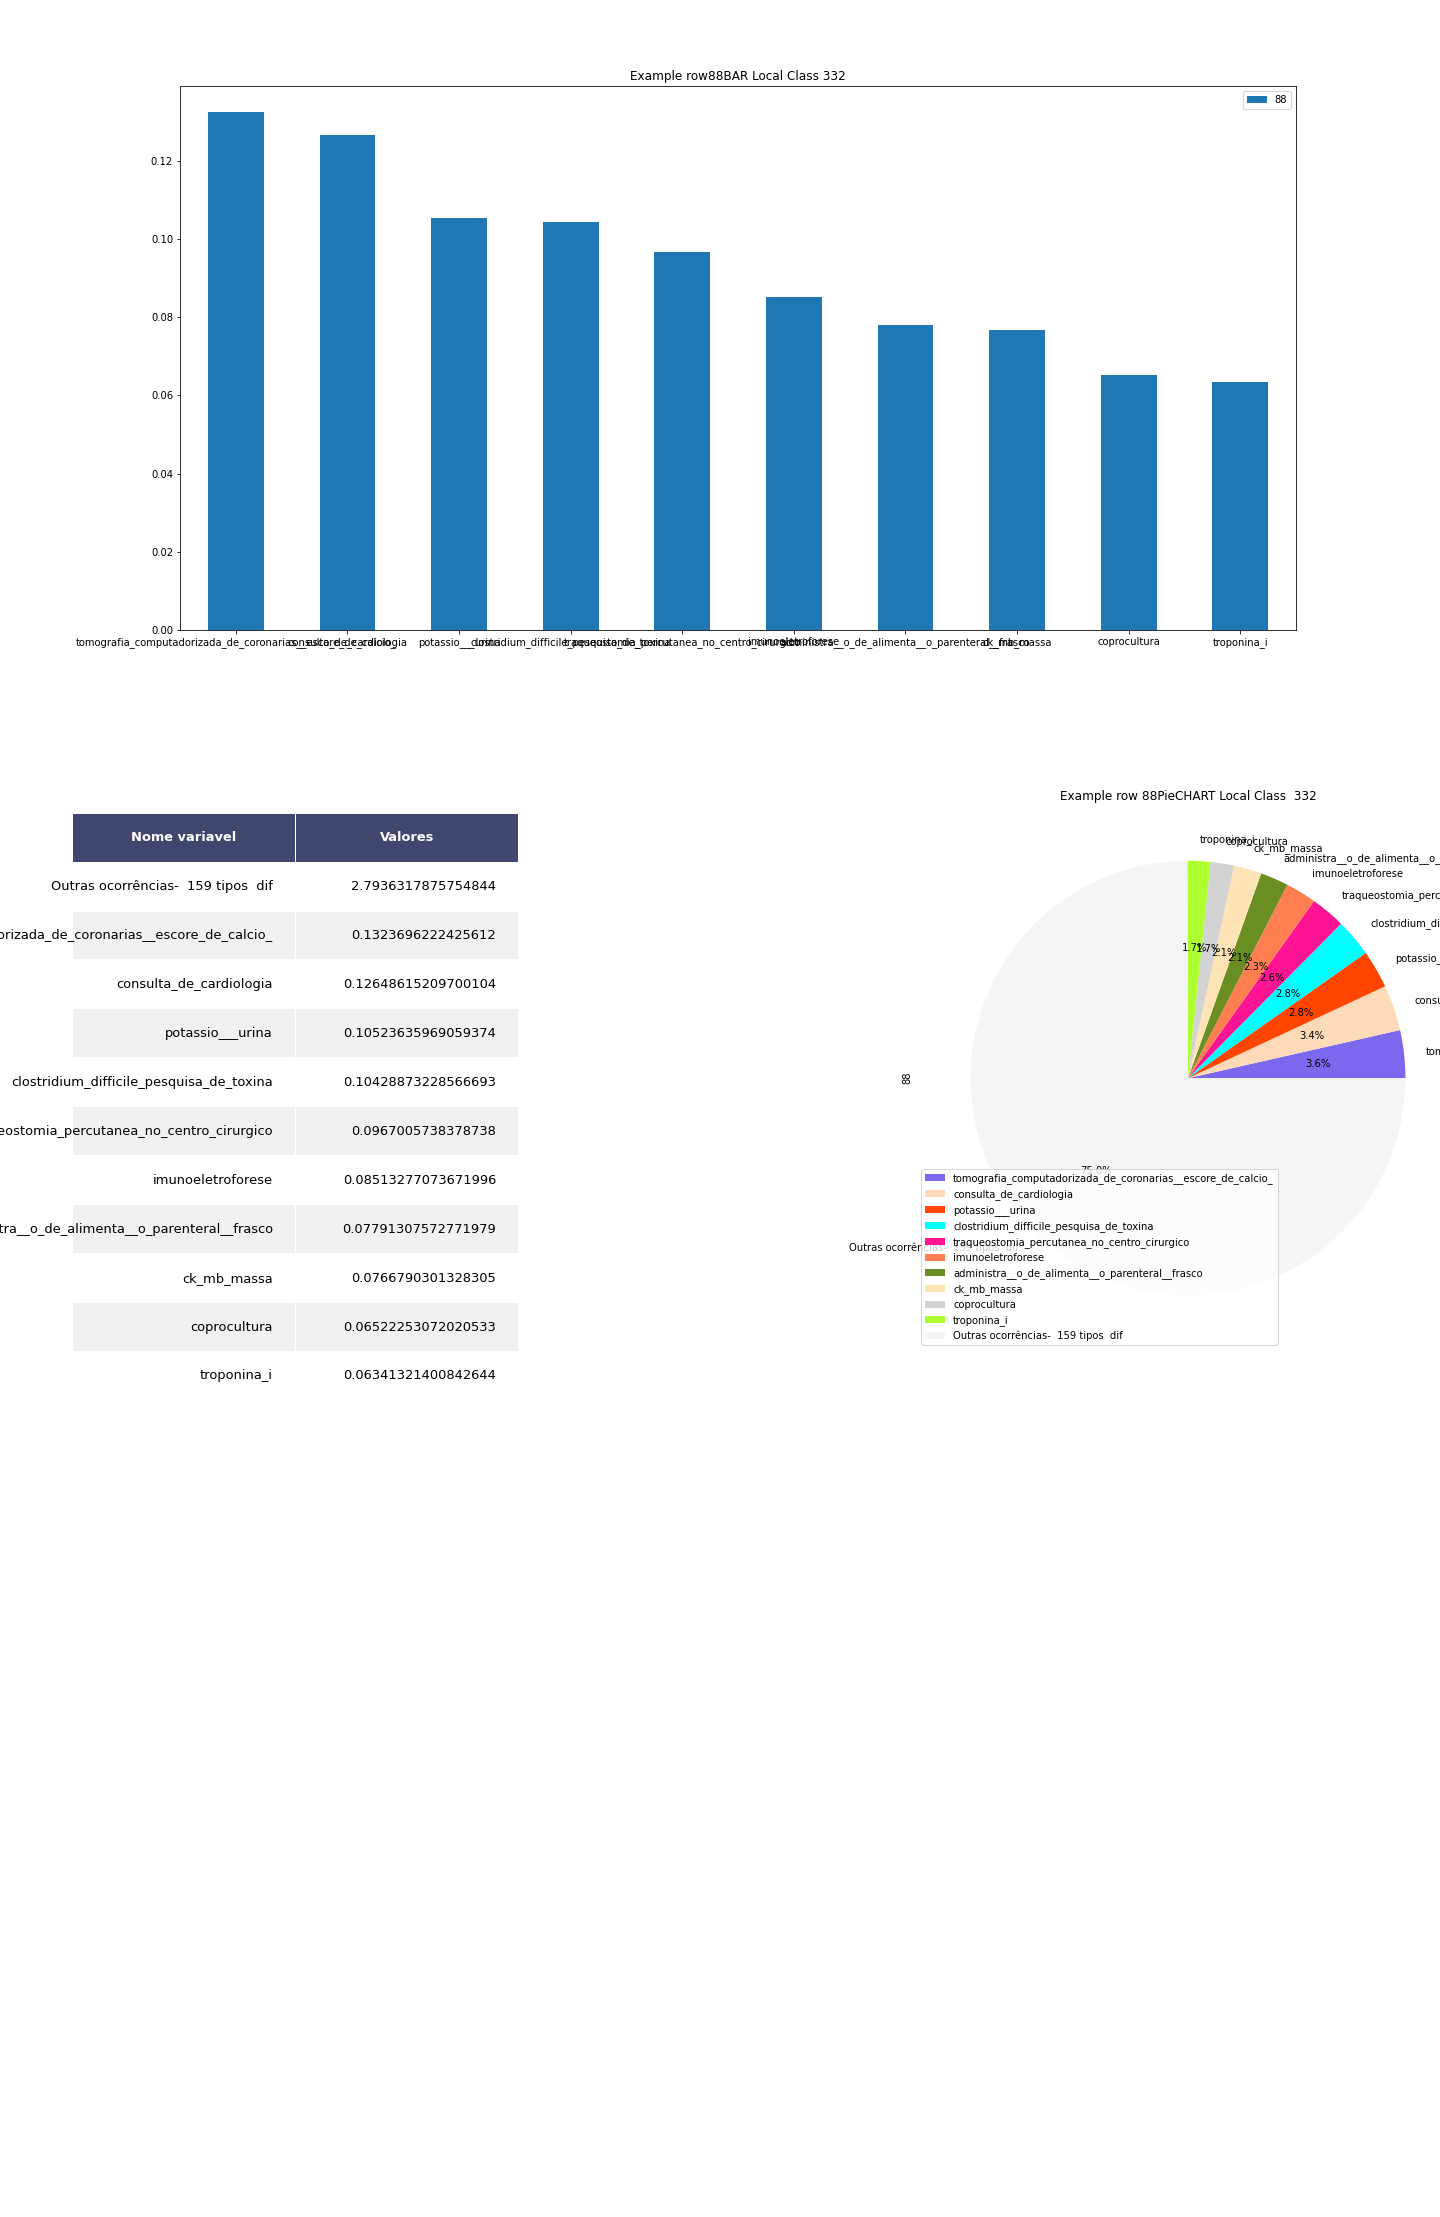 Example row88BAR Local Class 332
88
0.12
0.10
0.08
0.06
0.04
0.02
0.00
tomografia_computadorizada_de_coronarias__escore_de_calcio_
consulta_de_cardiologia
potassio___urina
clostridium_difficile_pesquisa_de_toxina
traqueostomia_percutanea_no_centro_cirurgico
imunoeletroforese
administra__o_de_alimenta__o_parenteral__frasco
ck_mb_massa
coprocultura
troponina_i
Nome variavel Valores
Outras ocorrências-  159 tipos  dif 2.7936317875754844
orizada_de_coronarias__escore_de_calcio_ 0.1323696222425612
consulta_de_cardiologia 0.12648615209700104
potassio___urina 0.10523635969059374
clostridium_difficile_pesquisa_de_toxina 0.10428873228566693
eostomia_percutanea_no_centro_cirurgico 0.0967005738378738
imunoeletroforese 0.08513277073671996
tra__o_de_alimenta__o_parenteral__frasco 0.07791307572771979
ck_mb_massa 0.0766790301328305
coprocultura 0.06522253072020533
troponina_i 0.06341321400842644
Example row 88PieCHART Local Class  332
troponina_i
coprocultura
ck_mb_massa
administra__o_de_alimenta__o_
imunoeletroforese
traqueostomia_perc
clostridium_di
potassio_
consu
tom
1.7%
1.7%
2.1%
2.1%
2.3%
2.6%
2.8%
2.8%
3.4%
3.6%
88
75.0%
Outras ocorrências-  159 tipos  dif
tomografia_computadorizada_de_coronarias__escore_de_calcio_
consulta_de_cardiologia
potassio___urina
clostridium_difficile_pesquisa_de_toxina
traqueostomia_percutanea_no_centro_cirurgico
imunoeletroforese
administra__o_de_alimenta__o_parenteral__frasco
ck_mb_massa
coprocultura
troponina_i
Outras ocorrências-  159 tipos  dif